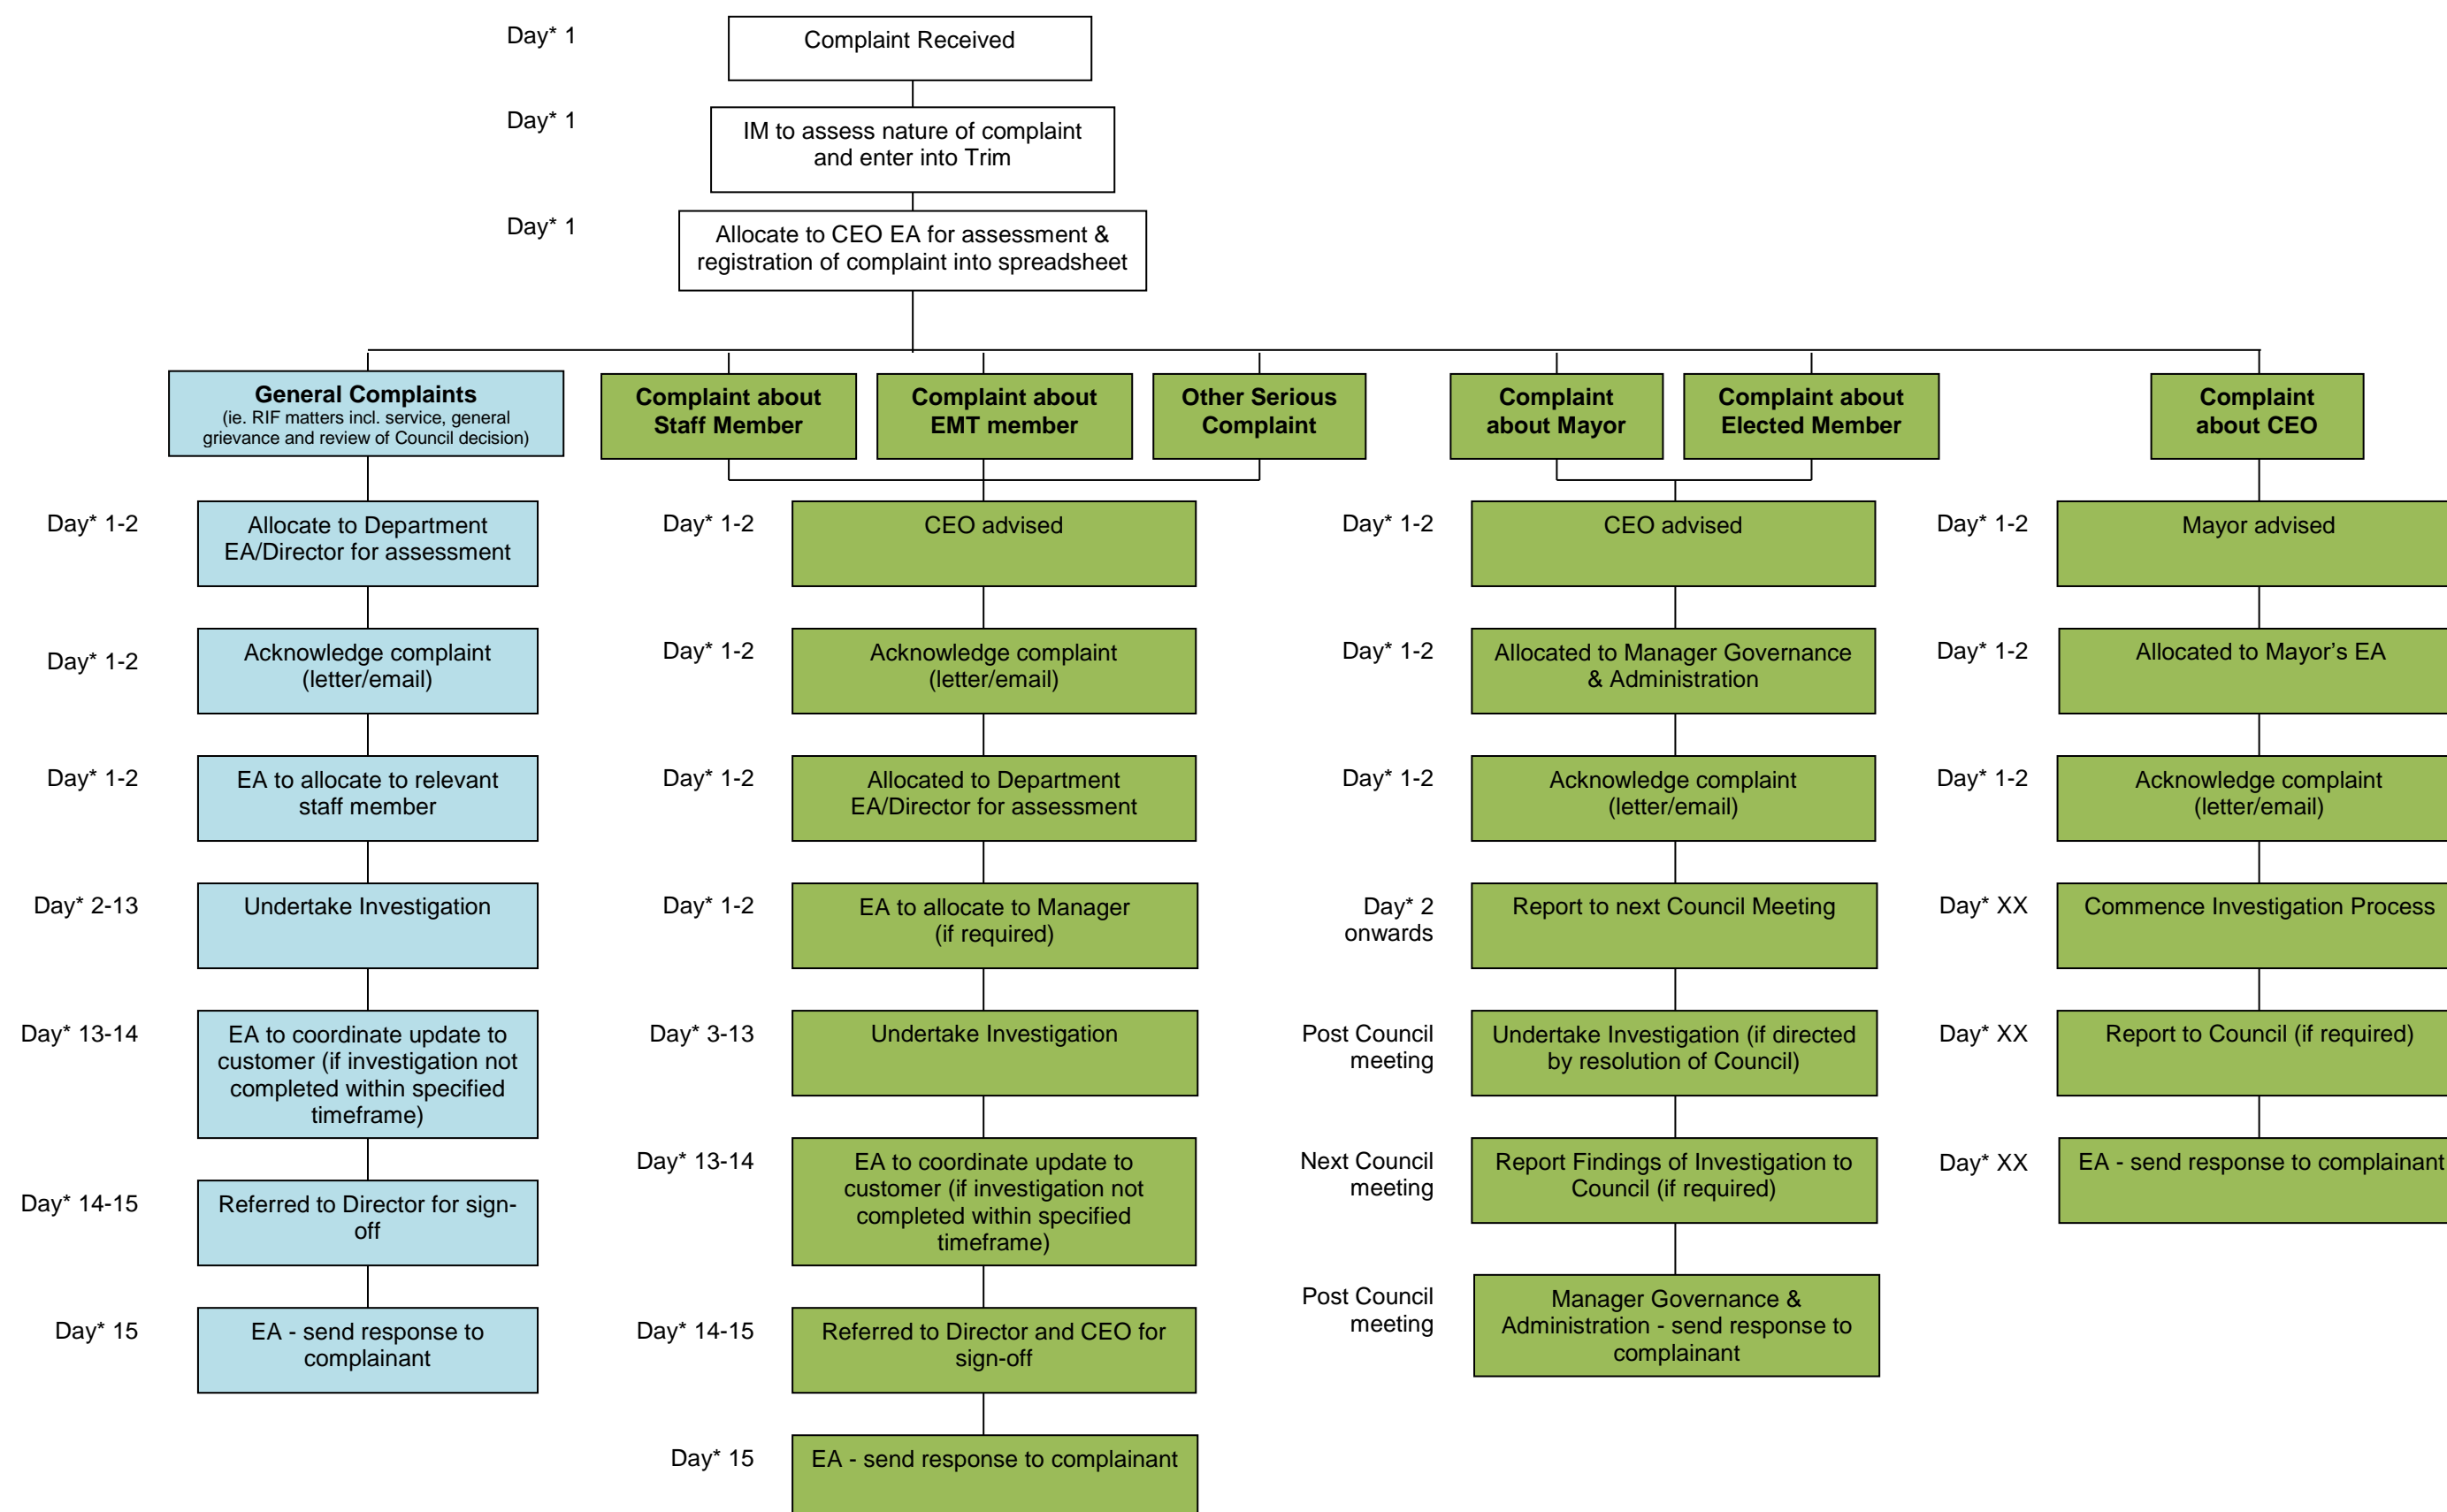 Day* 1
Complaint Received
Day* 1
IM to assess nature of complaint
and enter into Trim
Day* 1
Allocate to CEO EA for assessment &
registration of complaint into spreadsheet
General Complaints
(ie. RIF matters incl. service, general
grievance and review of Council decision)
Complaint about
Staff Member
Complaint about
EMT member
Other Serious
Complaint
Complaint
about Mayor
Complaint about
Elected Member
Complaint
about CEO
Day* 1-2
Allocate to Department
EA/Director for assessment
Day* 1-2
CEO advised
Day* 1-2
CEO advised
Day* 1-2
Mayor advised
Day* 1-2
Acknowledge complaint
(letter/email)
Day* 1-2
Acknowledge complaint
(letter/email)
Day* 1-2
Allocated to Manager Governance
& Administration
Day* 1-2
Allocated to Mayor’s EA
Day* 1-2
EA to allocate to relevant
staff member
Day* 1-2
Allocated to Department
EA/Director for assessment
Day* 1-2
Acknowledge complaint
(letter/email)
Day* 1-2
Acknowledge complaint
(letter/email)
Day* 2-13
Undertake Investigation
Day* 1-2
EA to allocate to Manager
(if required)
Day* 2
onwards
Report to next Council Meeting
Day* XX
Commence Investigation Process
Day* 13-14
EA to coordinate update to
customer (if investigation not
completed within specified
timeframe)
Day* 3-13
Undertake Investigation
Post Council
meeting
Undertake Investigation (if directed
by resolution of Council)
Day* XX
Report to Council (if required)
Day* 14-15
Referred to Director for sign-
off
Day* 13-14
EA to coordinate update to
customer (if investigation not
completed within specified
timeframe)
Next Council
meeting
Report Findings of Investigation to
Council (if required)
Day* XX
EA - send response to complainant
Day* 15
EA - send response to
complainant
Day* 14-15
Referred to Director and CEO for
sign-off
Post Council
meeting
Manager Governance &
Administration - send response to
complainant
Day* 15
EA - send response to complainant